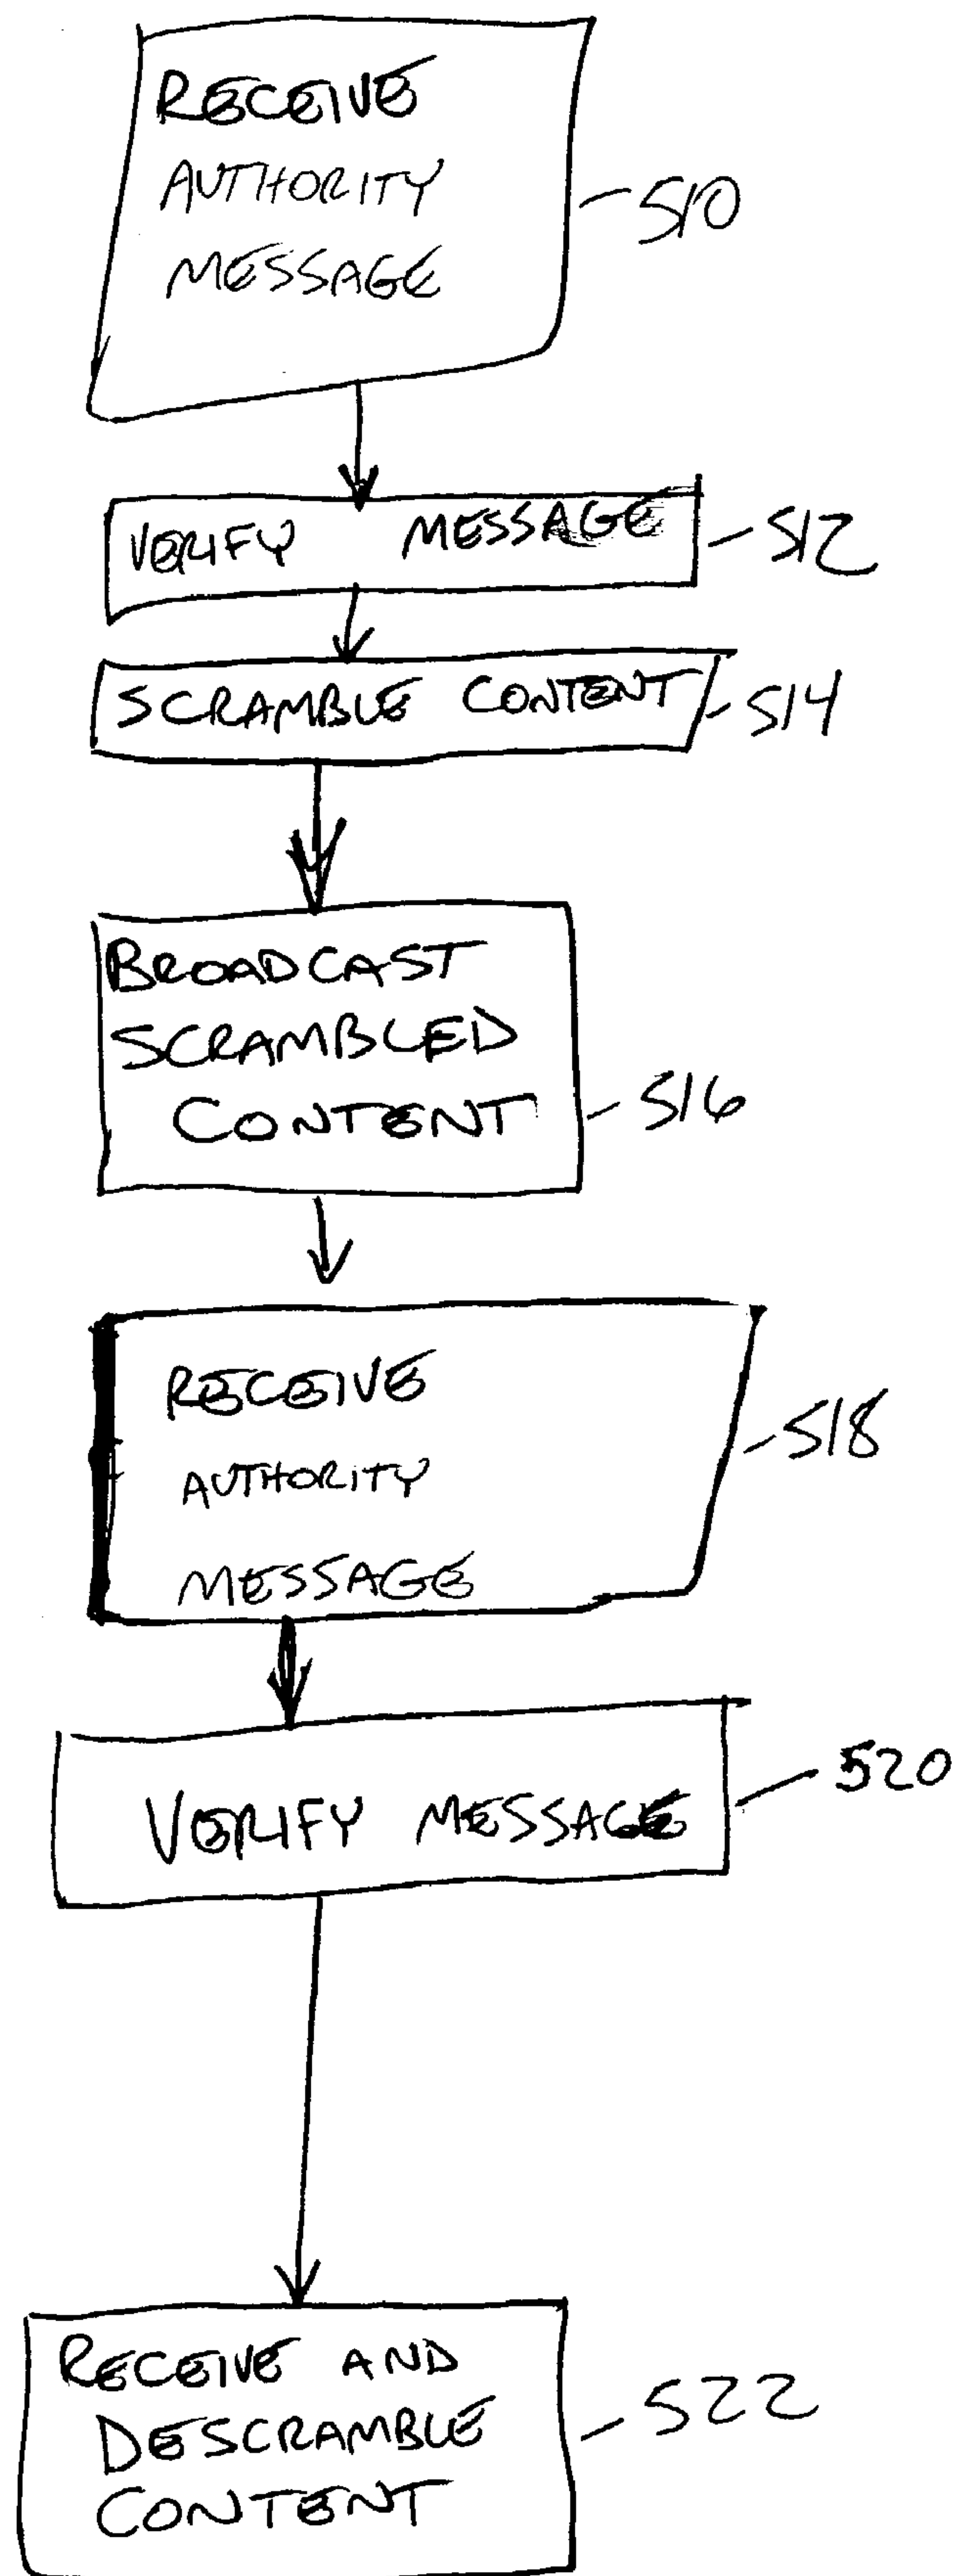 RECEIVE
AUTHORITY
MESSAGE
510
VERIFY MESSAGE
512
SCRAMBLE CONTENT
514
BROADCAST
SCRAMBLED
CONTENT
516
RECEIVE
AUTHORITY
MESSAGE
518
VERIFY MESSAGE
520
RECEIVE AND
DESCRAMBLE
CONTENT
522